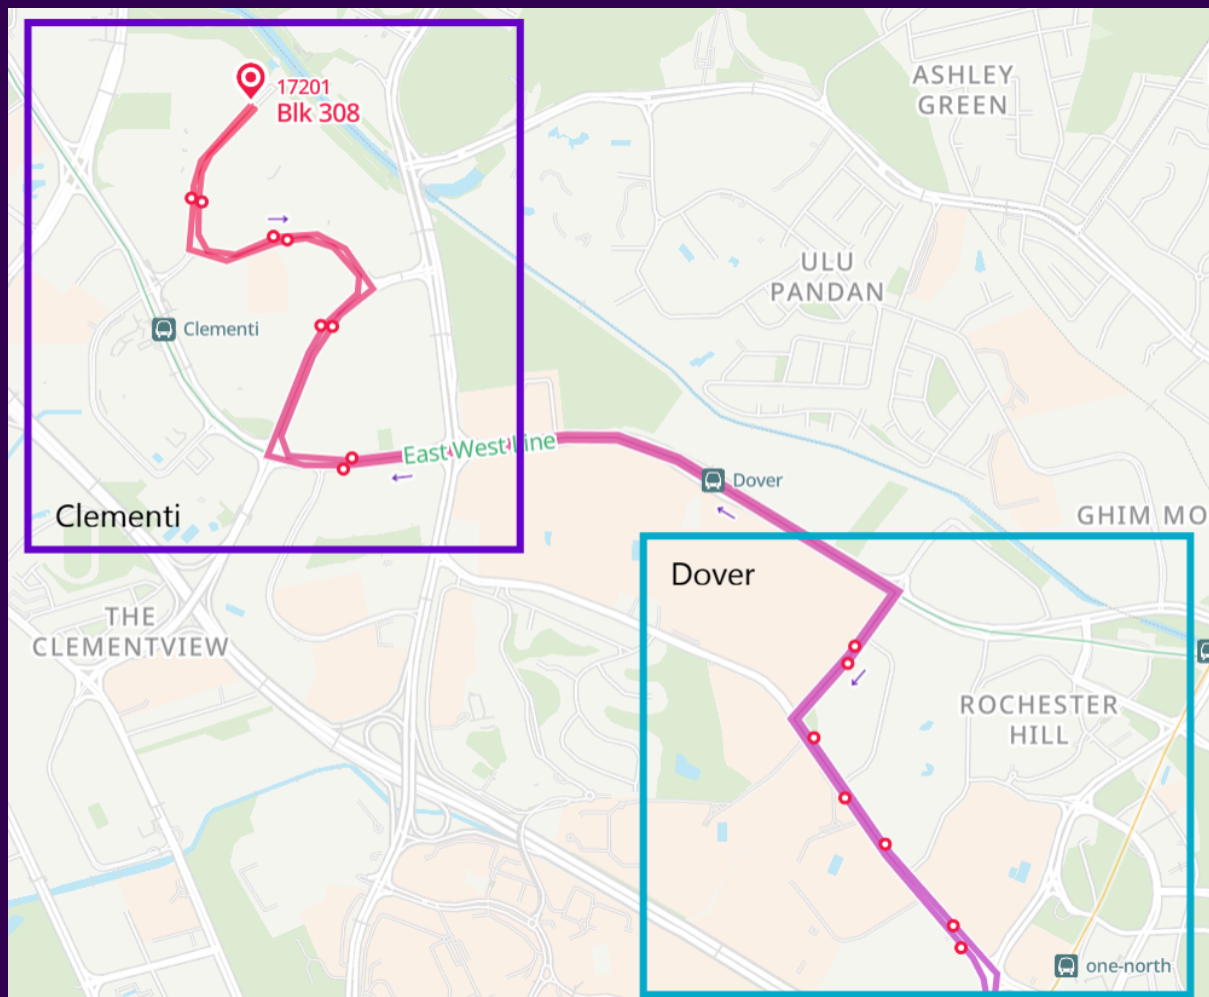 17201
Blk 308
ASHLEY
GREEN
ULU
PANDAN
Clementi
East West Line
Dover
Clementi
GHIM MO
Dover
THE
CLEMENTVIEW
ROCHESTER
HILL
one-north